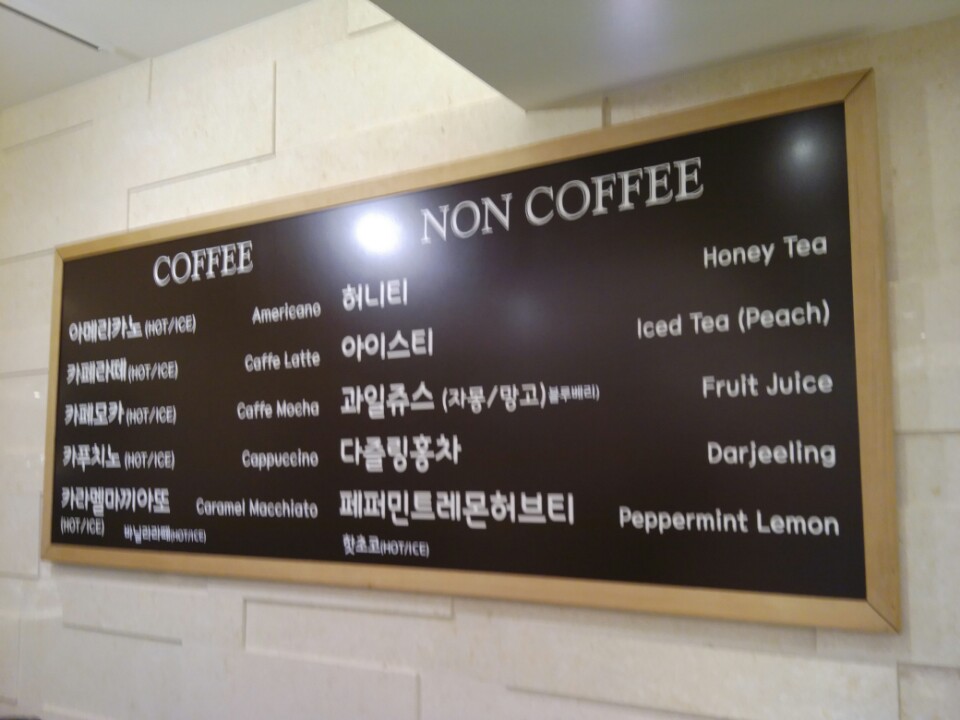 COFFEE
아메리카노 (HOT/ICE) Americano
카페라떼 (HOT/ICE) Caffe Latte
카페모카 (HOT/ICE) Caffe Mocha
카푸치노 (HOT/ICE) Cappuccino
카라멜마끼아또 Caramel Macchiato
(HOT/ICE) 바닐라라떼(HOT/ICE)
NON COFFEE
허니티 Honey Tea
아이스티 Iced Tea (Peach)
과일쥬스 (자몽/망고)블루베리) Fruit Juice
다즐링홍차 Darjeeling
페퍼민트레몬허브티 Peppermint Lemon
핫초코(HOT/ICE)